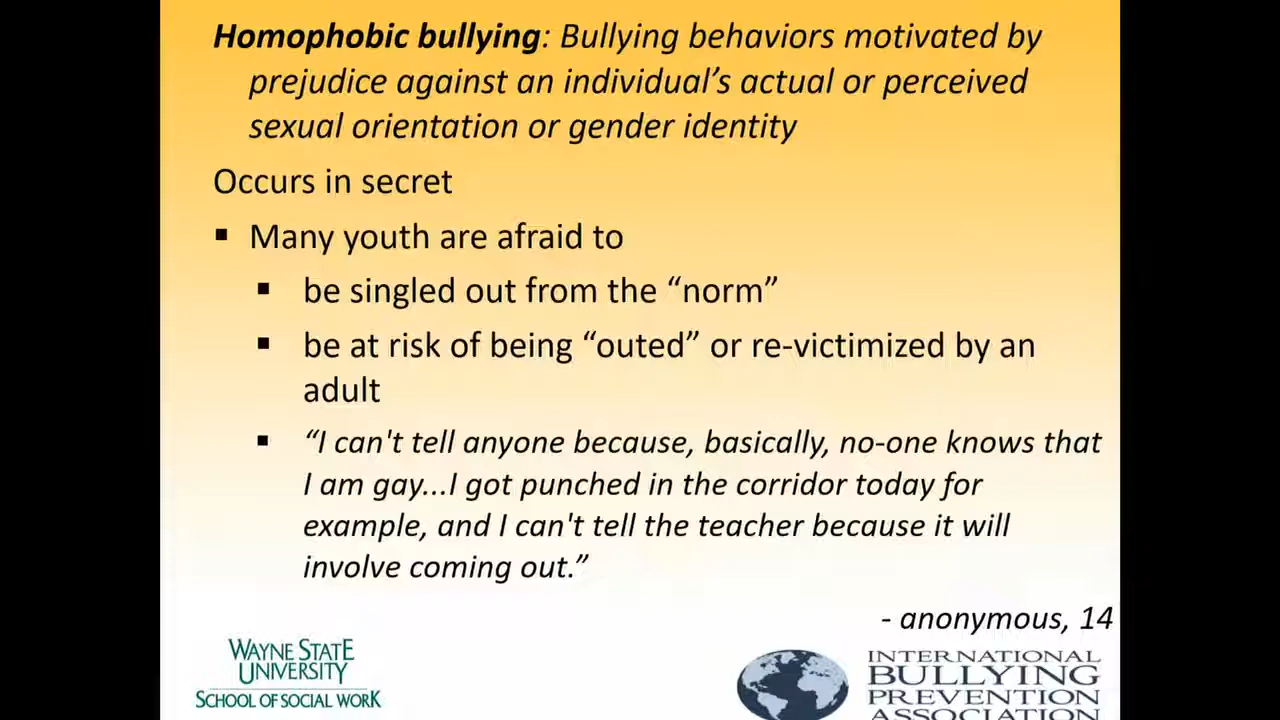 Homophobic bullying: Bullying behaviors motivated by
prejudice against an individual’s actual or perceived
sexual orientation or gender identity
Occurs in secret
▪ Many youth are afraid to
▪ be singled out from the “norm”
▪ be at risk of being “outed” or re-victimized by an
adult
▪ “I can't tell anyone because, basically, no-one knows that
I am gay...I got punched in the corridor today for
example, and I can't tell the teacher because it will
involve coming out.”
- anonymous, 14
WAYNE STATE
UNIVERSITY
SCHOOL OF SOCIAL WORK
INTERNATIONAL
BULLYING
PREVENTION
ASSOCIATION